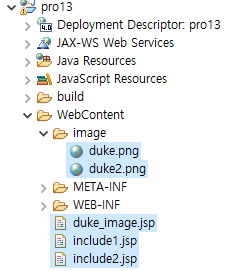 pro13
Deployment Descriptor: pro13
JAX-WS Web Services
Java Resources
JavaScript Resources
build
WebContent
image
duke.png
duke2.png
META-INF
WEB-INF
duke_image.jsp
include1.jsp
include2.jsp